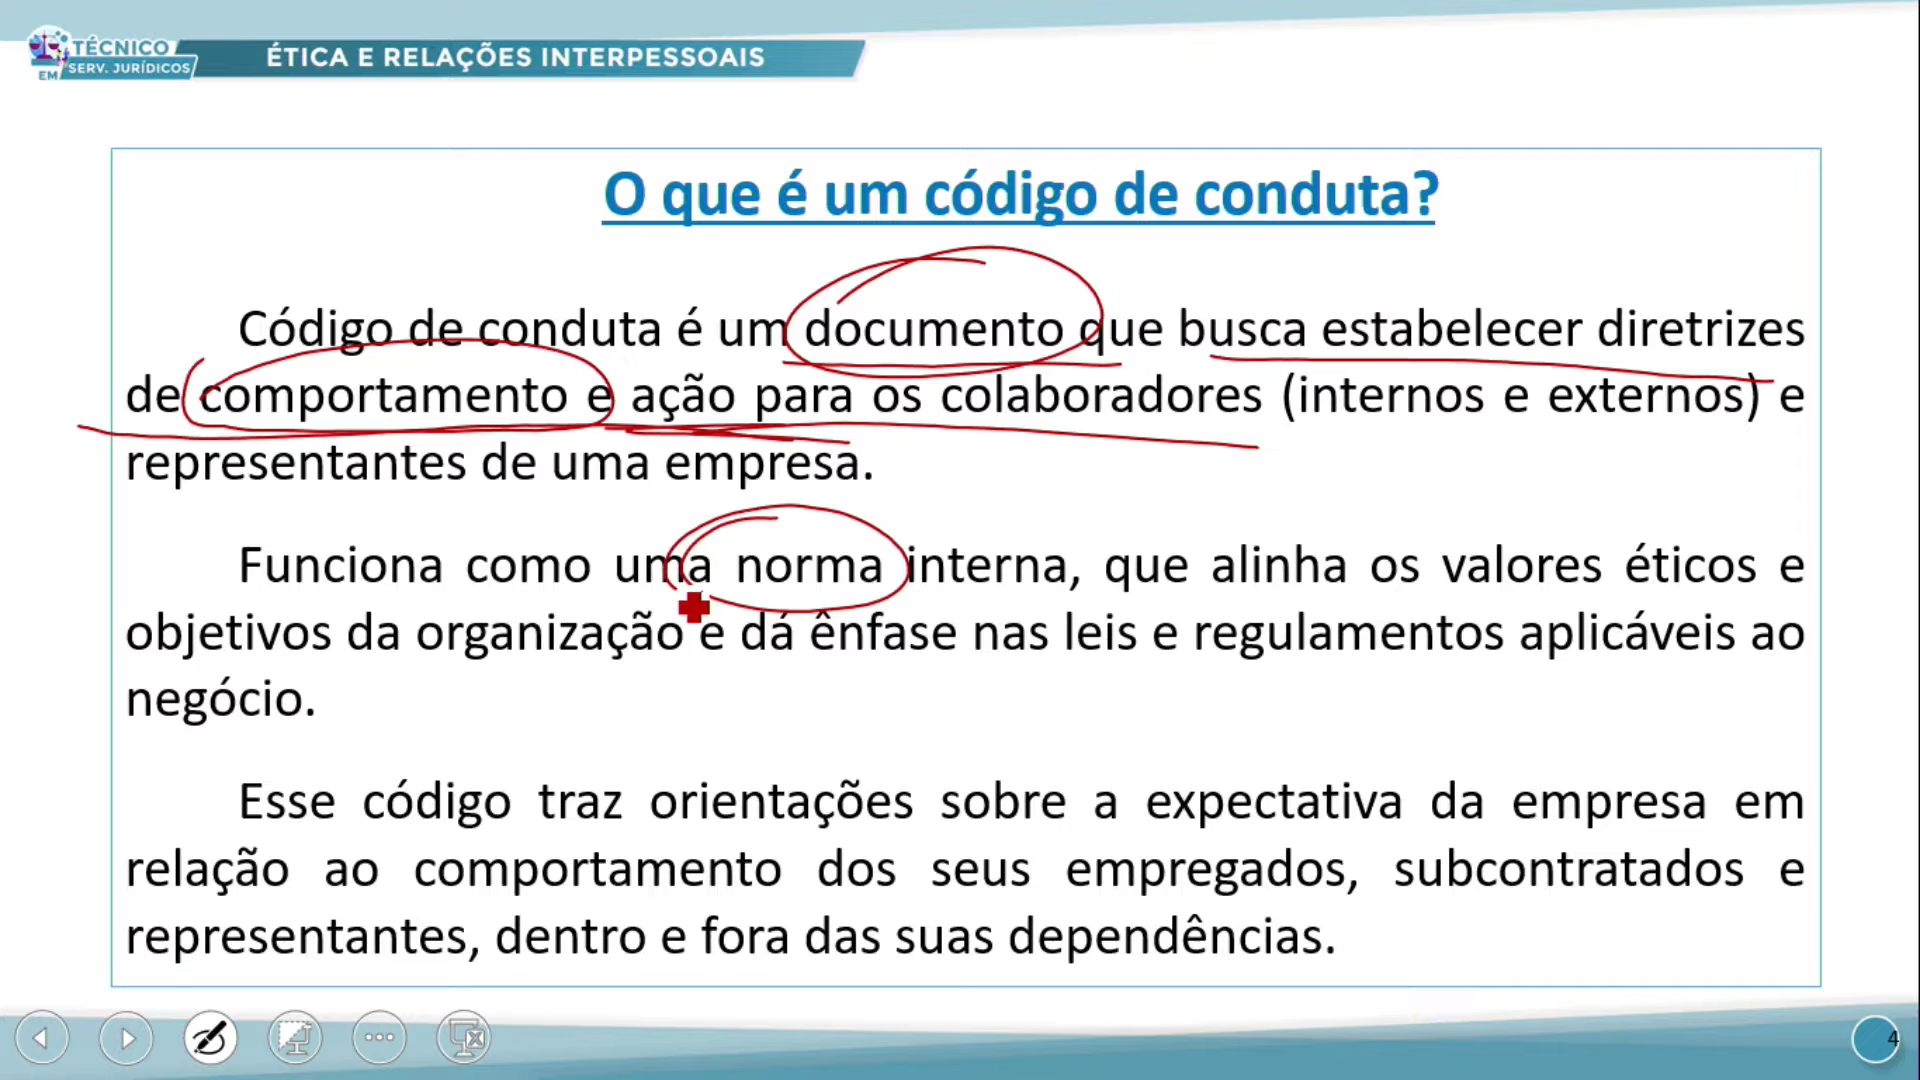 TÉCNICO
EM SERV. JURÍDICOS
ÉTICA E RELAÇÕES INTERPESSOAIS
O que é um código de conduta?
Código de conduta é um documento que busca estabelecer diretrizes
de comportamento e ação para os colaboradores (internos e externos) e
representantes de uma empresa.
Funciona como uma norma interna, que alinha os valores éticos e
objetivos da organização e dá ênfase nas leis e regulamentos aplicáveis ao
negócio.
Esse código traz orientações sobre a expectativa da empresa em
relação ao comportamento dos seus empregados, subcontratados e
representantes, dentro e fora das suas dependências.
4